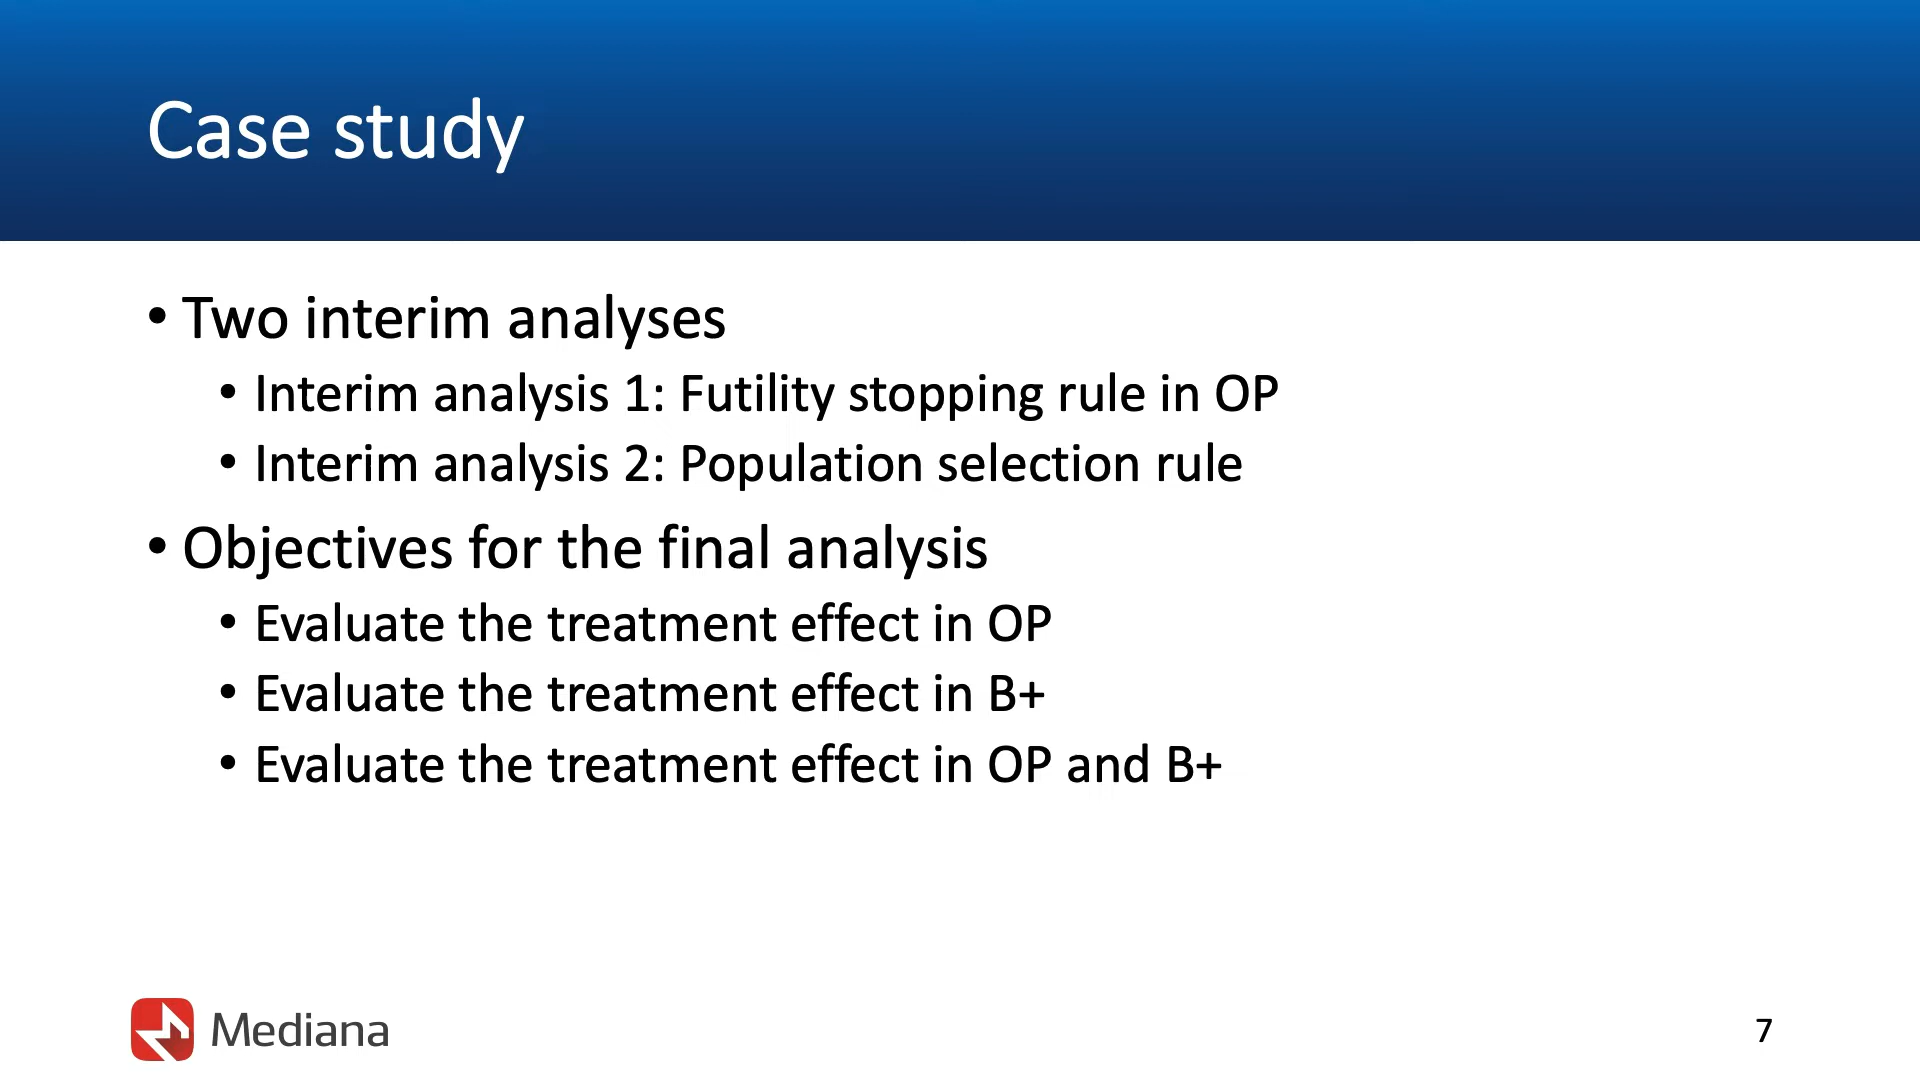 Case study
• Two interim analyses
• Interim analysis 1: Futility stopping rule in OP
• Interim analysis 2: Population selection rule
• Objectives for the final analysis
• Evaluate the treatment effect in OP
• Evaluate the treatment effect in B+
• Evaluate the treatment effect in OP and B+
Mediana
7